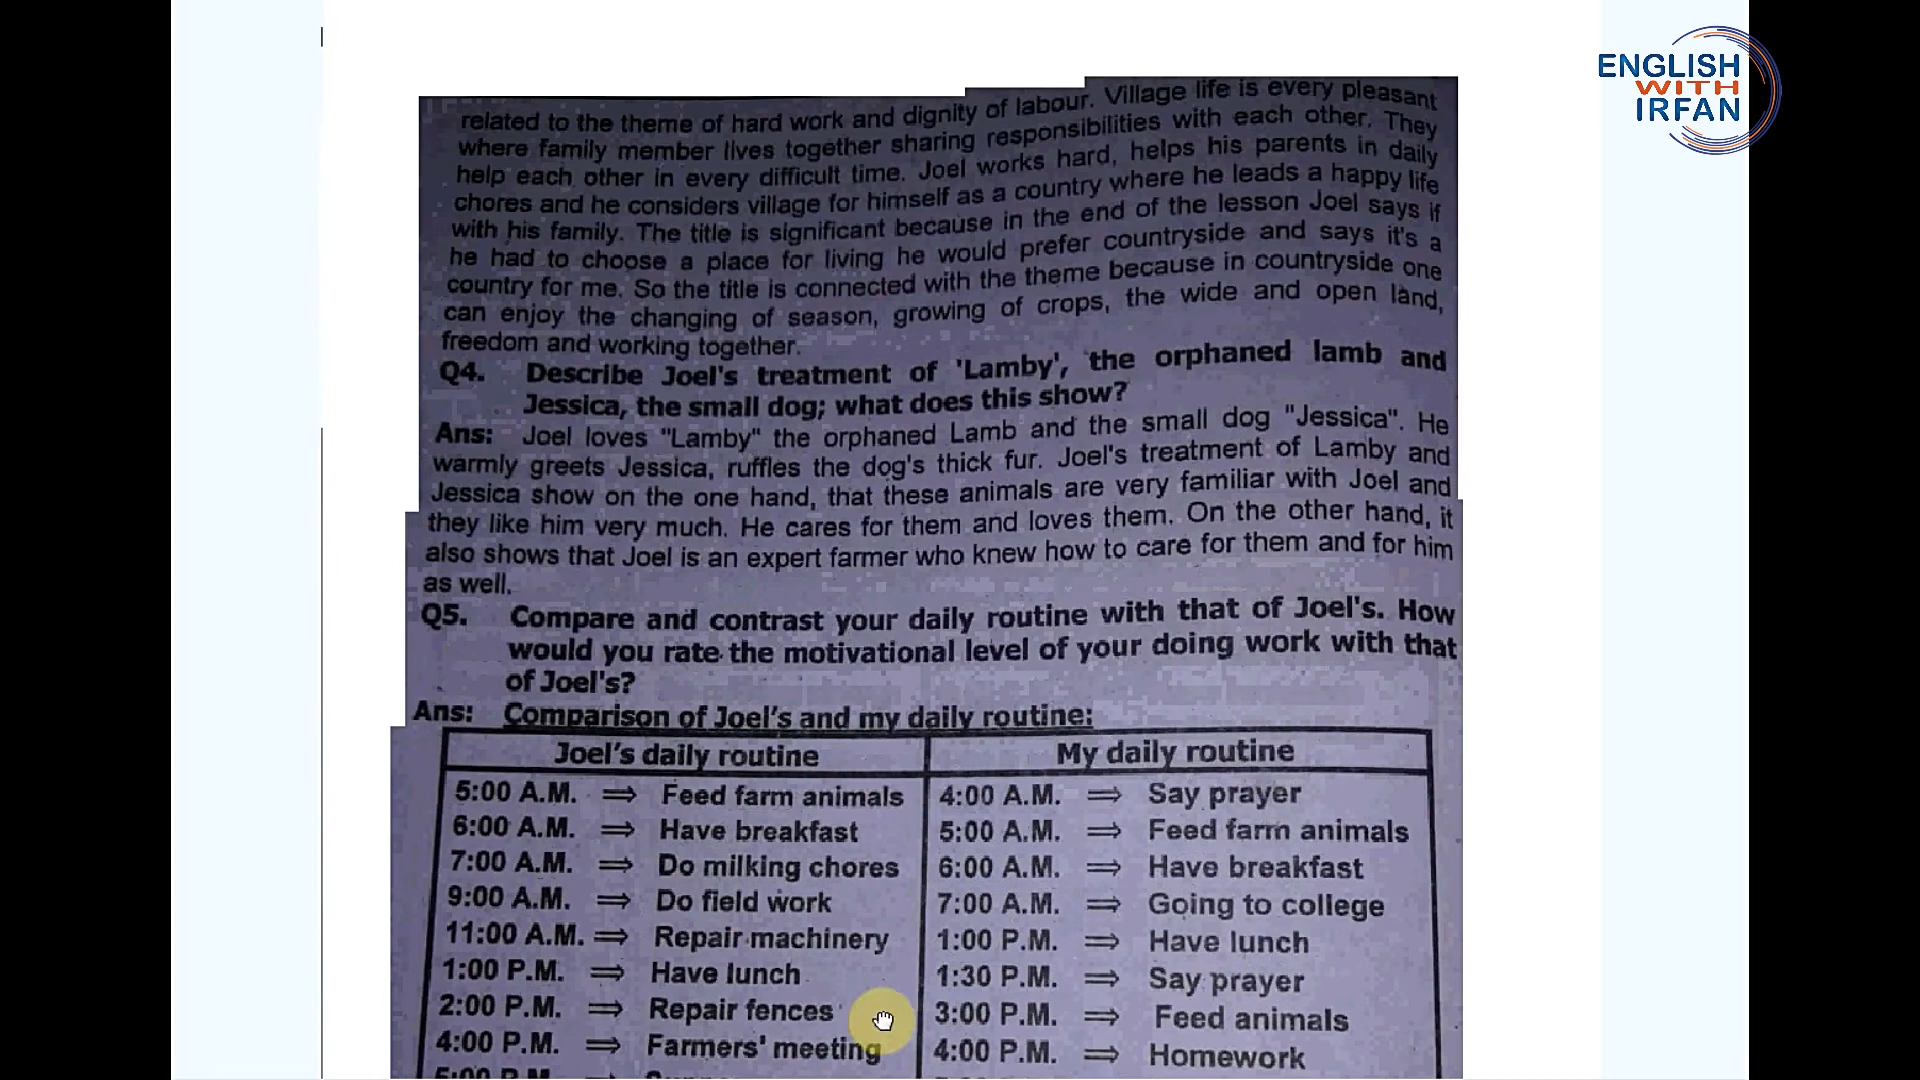 ENGLISH
WITH
IRFAN
related to the theme of hard work and dignity of labour. Village life is every pleasant
where family member lives together sharing responsibilities with each other. They
help each other in every difficult time. Joel works hard, helps his parents in daily
chores and he considers village for himself as a country where he leads a happy life
with his family. The title is significant because in the end of the lesson Joel says if
he had to choose a place for living he would prefer countryside and says it's a
country for me. So the title is connected with the theme because in countryside one
can enjoy the changing of season, growing of crops, the wide and open land,
freedom and working together.
Q4. Describe Joel's treatment of 'Lamby', the orphaned lamb and
Jessica, the small dog; what does this show?
Ans: Joel loves "Lamby" the orphaned Lamb and the small dog "Jessica". He
warmly greets Jessica, ruffles the dog's thick fur. Joel's treatment of Lamby and
Jessica show on the one hand, that these animals are very familiar with Joel and
they like him very much. He cares for them and loves them. On the other hand, it
also shows that Joel is an expert farmer who knew how to care for them and for him
as well.
Q5. Compare and contrast your daily routine with that of Joel's. How
would you rate the motivational level of your doing work with that
of Joel's?
Ans: Comparison of Joel's and my daily routine:
Joel's daily routine My daily routine
5:00 A.M. ⇒ Feed farm animals 4:00 A.M. ⇒ Say prayer
6:00 A.M. ⇒ Have breakfast 5:00 A.M. ⇒ Feed farm animals
7:00 A.M. ⇒ Do milking chores 6:00 A.M. ⇒ Have breakfast
9:00 A.M. ⇒ Do field work 7:00 A.M. ⇒ Going to college
11:00 A.M. ⇒ Repair machinery 1:00 P.M. ⇒ Have lunch
1:00 P.M. ⇒ Have lunch 1:30 P.M. ⇒ Say prayer
2:00 P.M. ⇒ Repair fences 3:00 P.M. ⇒ Feed animals
4:00 P.M. ⇒ Farmers' meeting 4:00 P.M. ⇒ Homework
5:00 P.M.